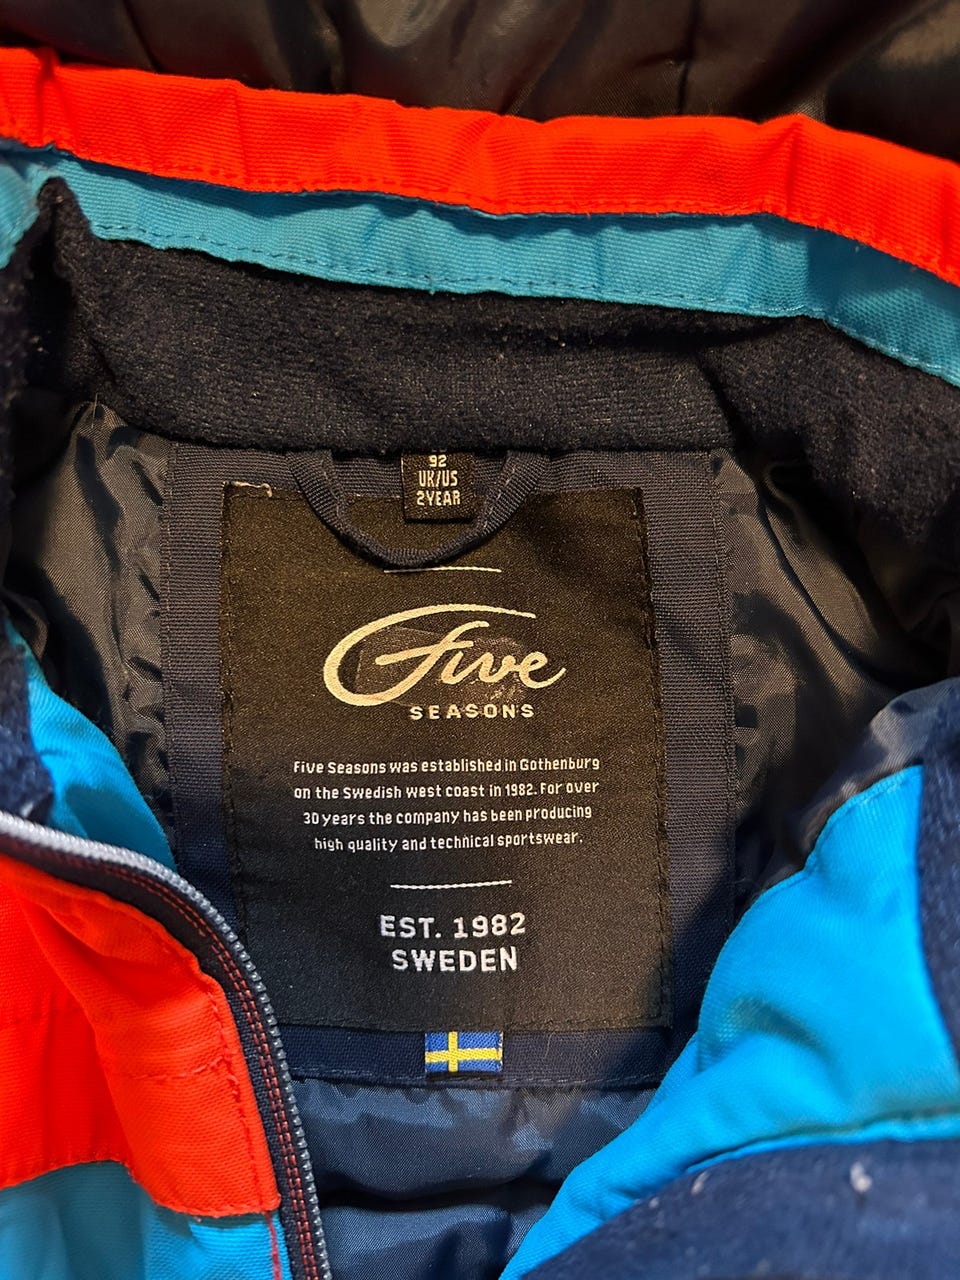 92
UK/US
2YEAR
Five
SEASONS
Five Seasons was established in Gothenburg
on the Swedish west coast in 1982. For over
30 years the company has been producing
high quality and technical sportswear.
EST. 1982
SWEDEN